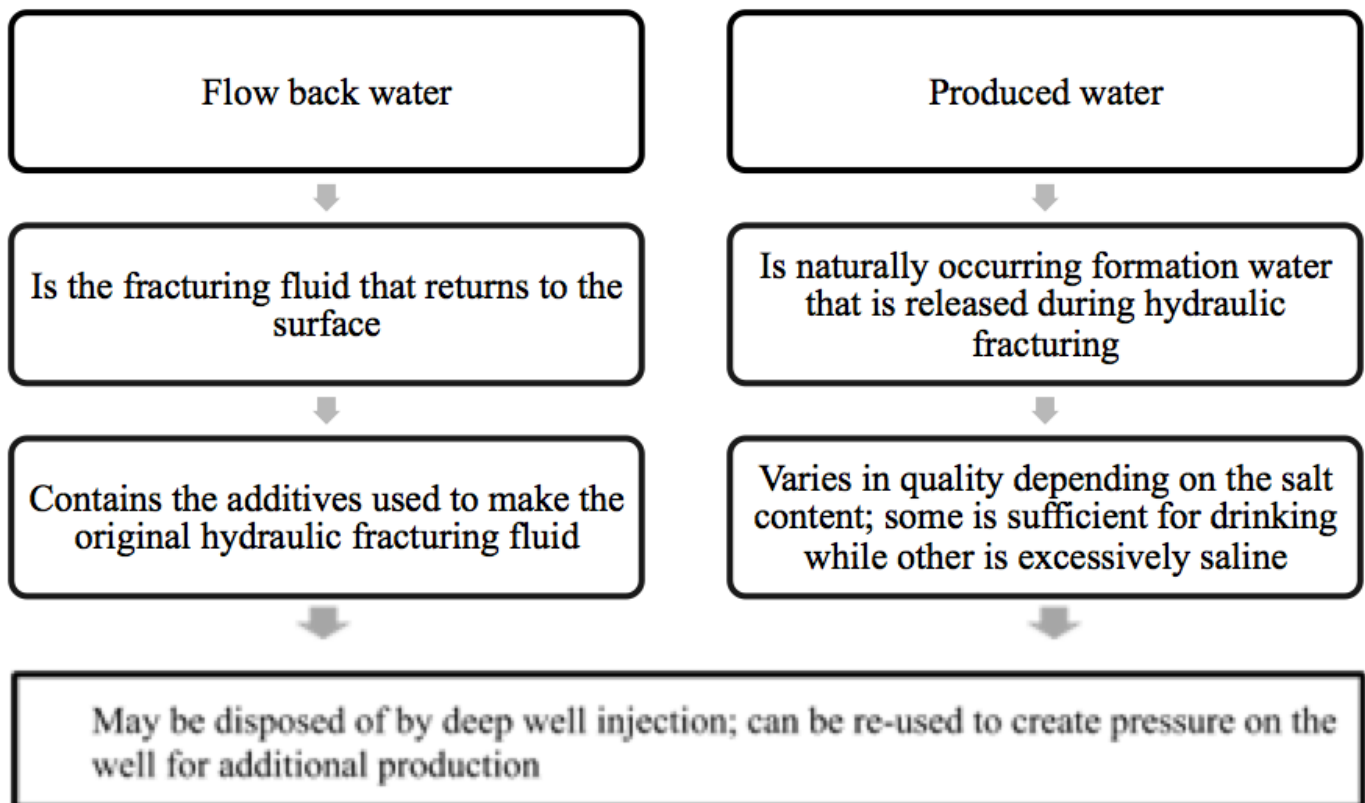 Flow back water
Is the fracturing fluid that returns to the
surface
Contains the additives used to make the
original hydraulic fracturing fluid
Produced water
Is naturally occurring formation water
that is released during hydraulic
fracturing
Varies in quality depending on the salt
content; some is sufficient for drinking
while other is excessively saline
May be disposed of by deep well injection; can be re-used to create pressure on the
well for additional production